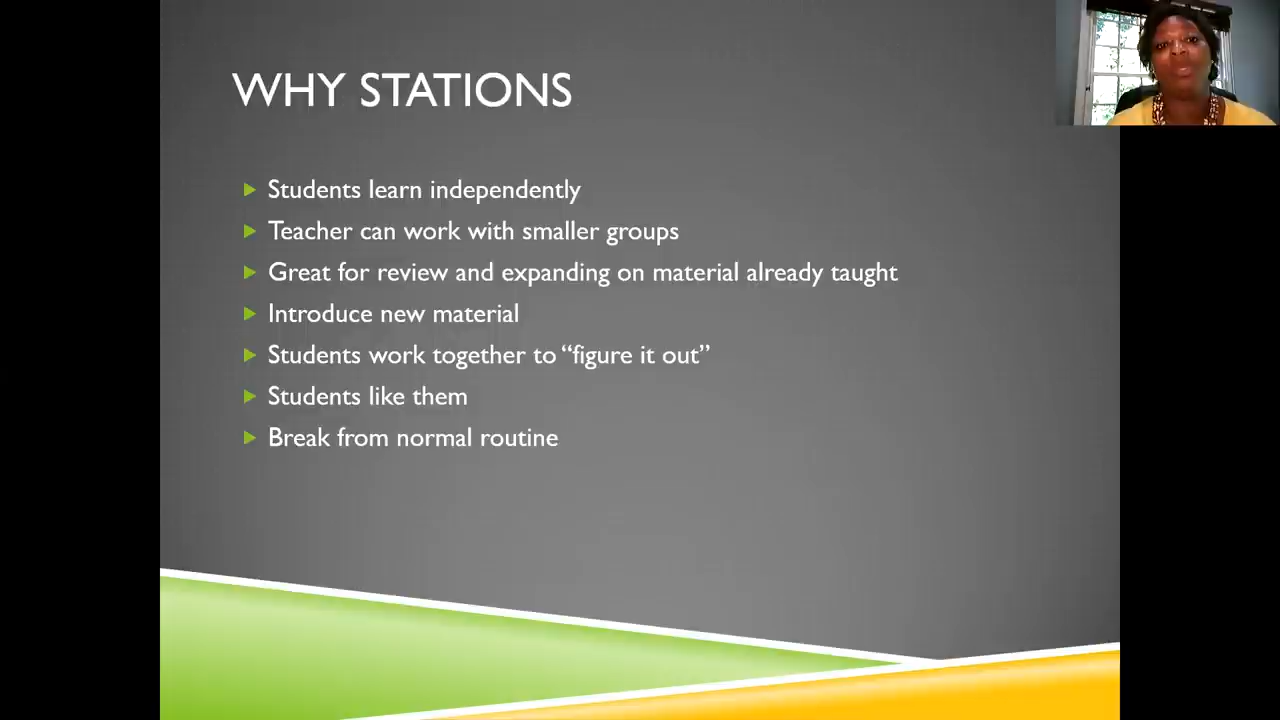 WHY STATIONS
Students learn independently
Teacher can work with smaller groups
Great for review and expanding on material already taught
Introduce new material
Students work together to “figure it out”
Students like them
Break from normal routine